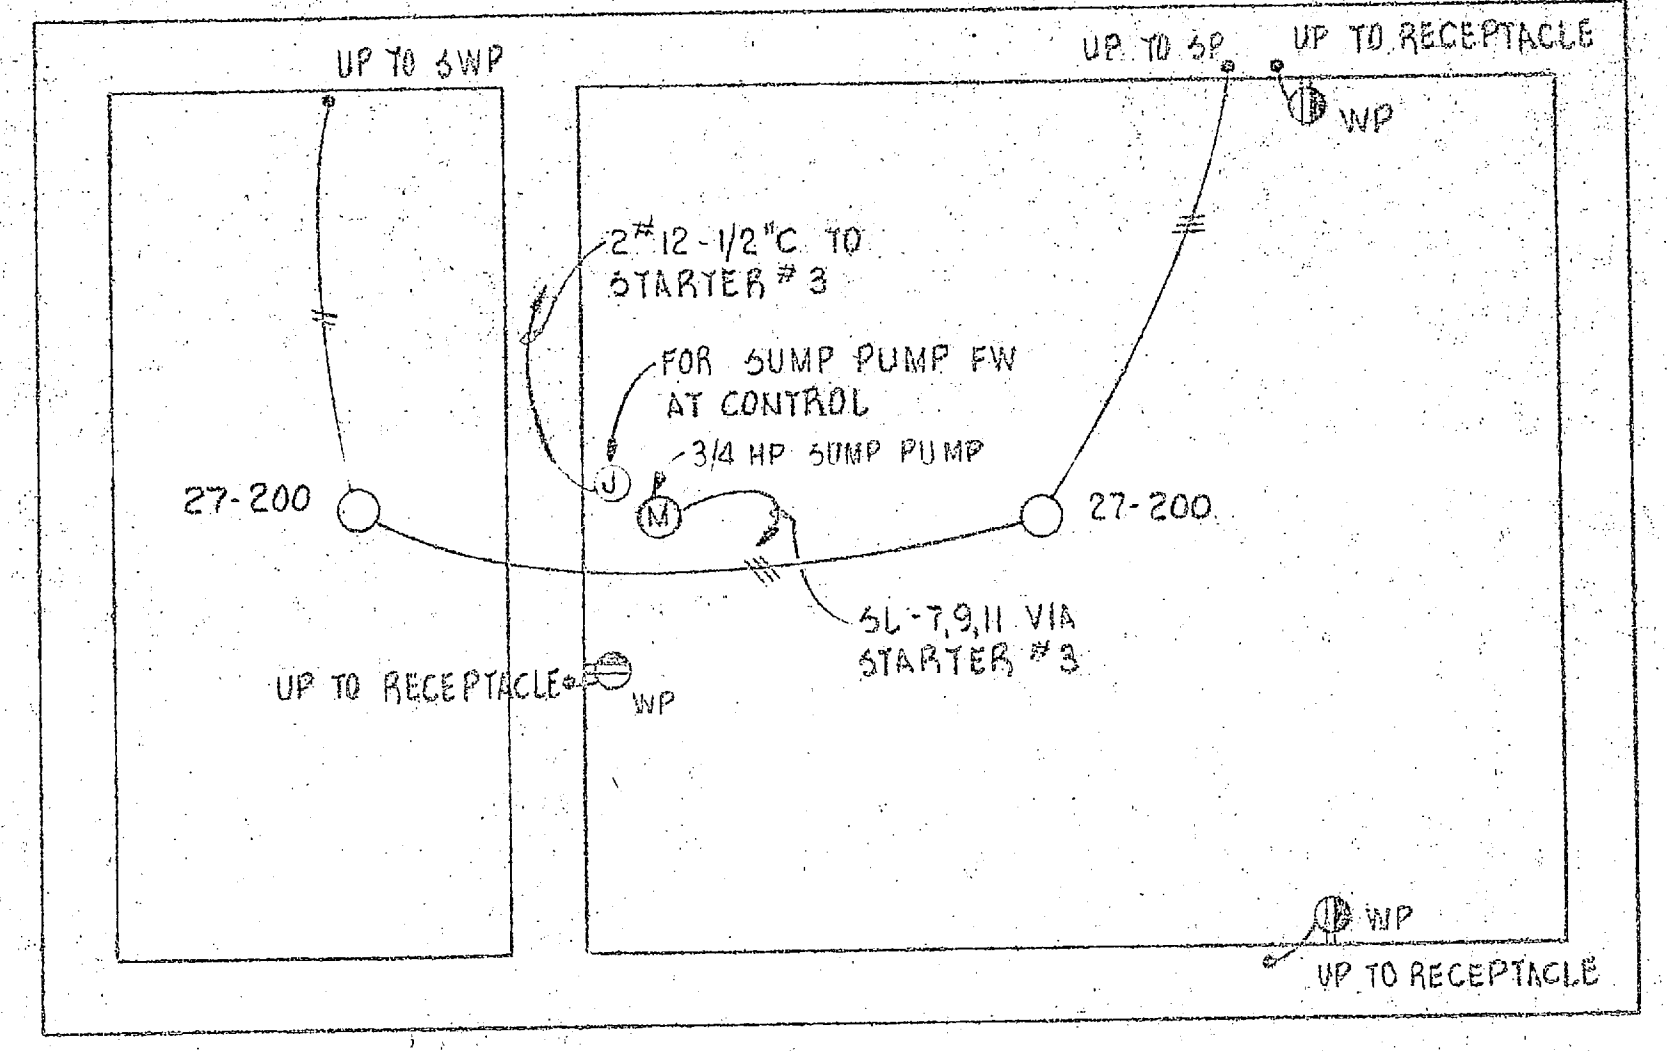 UP TO SWP
UP TO SP
UP TO RECEPTACLE
WP
2#12-1/2"C TO
STARTER #3
FOR SUMP PUMP FW
AT CONTROL
3/4 HP SUMP PUMP
J
M
27-200
27-200
SL-7,9,11 VIA
STARTER #3
UP TO RECEPTACLE
WP
WP
UP TO RECEPTACLE